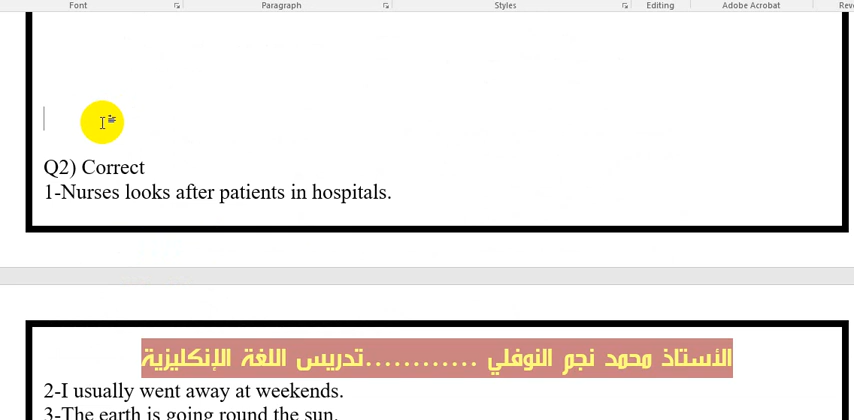 Font Paragraph Styles Editing Adobe Acrobat
Q2) Correct
1-Nurses looks after patients in hospitals.
الأستاذ محمد نجم النوفلي ............تدريس اللغة الإنكليزية
2-I usually went away at weekends.
3-The earth is going round the sun.